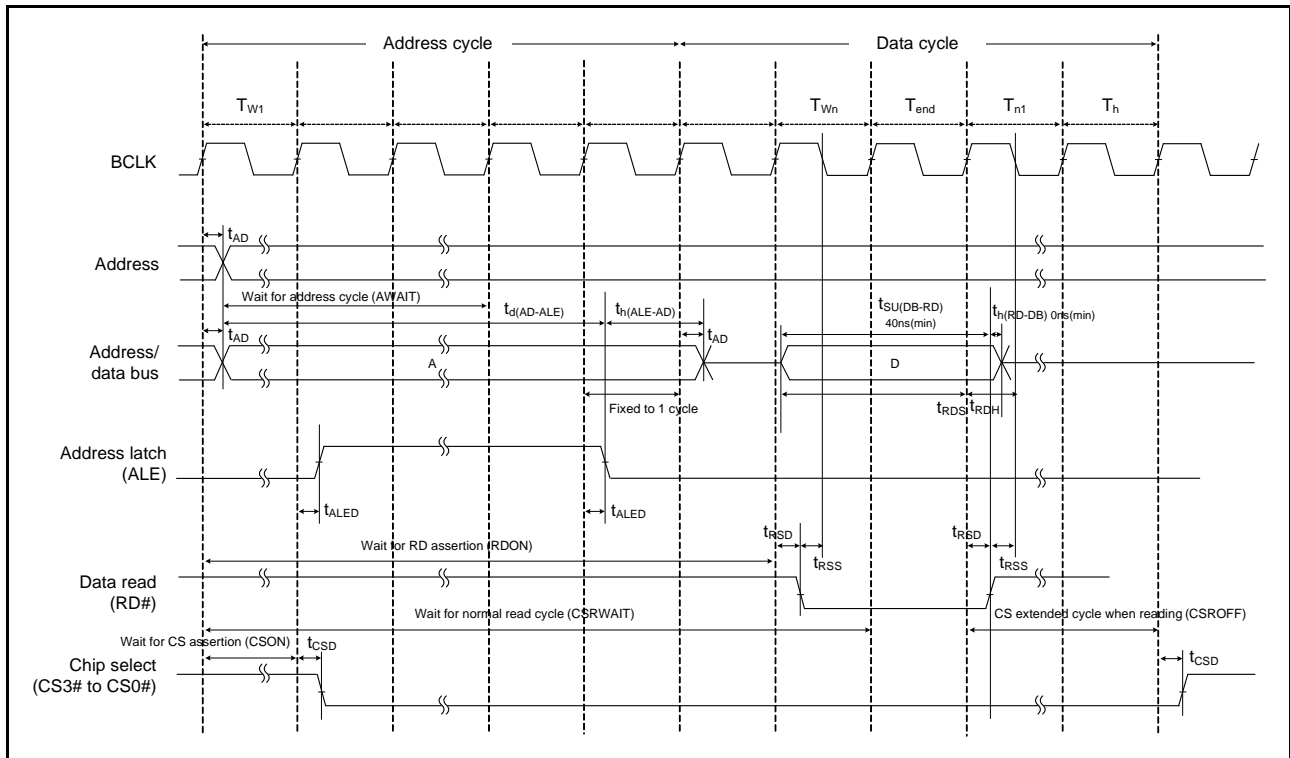 Address cycle Data cycle
TW1 TWn Tend Tn1 Th
BCLK
tAD
Address
Wait for address cycle (AWAIT) td(AD-ALE) th(ALE-AD) tSU(DB-RD)
40ns(min) th(RD-DB) 0ns(min)
tAD tAD
Address/
data bus
A D
Fixed to 1 cycle tRDS tRDH
Address latch
(ALE)
tALED tALED
tRSD tRSD
Wait for RD assertion (RDON)
tRSS tRSS
Data read
(RD#)
Wait for normal read cycle (CSRWAIT) CS extended cycle when reading (CSROFF)
Wait for CS assertion (CSON) tCSD tCSD
Chip select
(CS3# to CS0#)